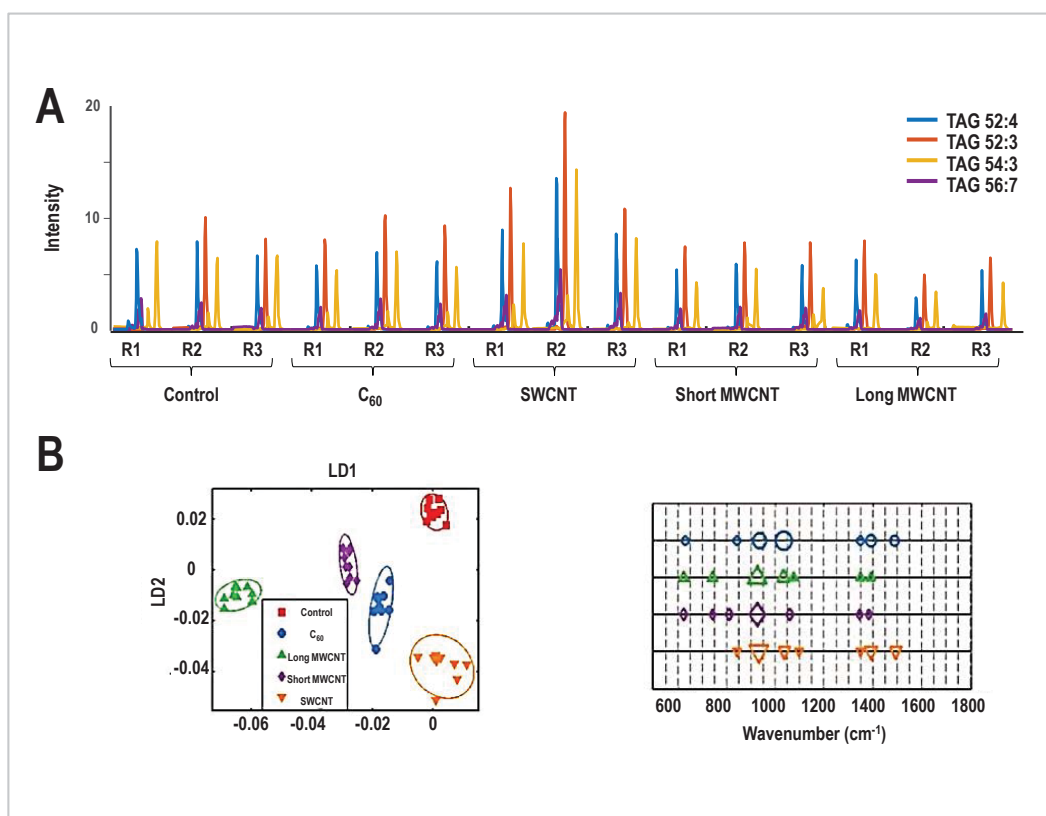 A
20
10
0
Intensity
TAG 52:4
TAG 52:3
TAG 54:3
TAG 56:7
R1 R2 R3 R1 R2 R3 R1 R2 R3 R1 R2 R3 R1 R2 R3
Control C60 SWCNT Short MWCNT Long MWCNT
B
LD1
LD2
0.02
0
-0.02
-0.04
-0.06 -0.04 -0.02 0
Control
C60
Long MWCNT
Short MWCNT
SWCNT
600 800 1000 1200 1400 1600 1800
Wavenumber (cm-1)